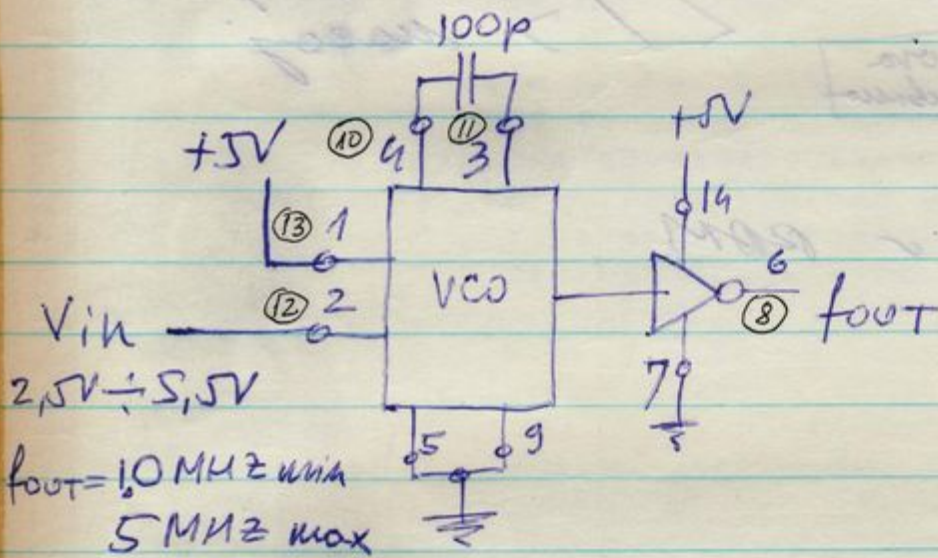 100p
+5V ⑩ 4 ⑪ 3 +5V
⑬ 1 14
VCO 6
Vin ⑫ 2 ⑧ fOUT
2,5V ÷ 5,5V 7
5 9
fOUT = 1.0 MHZ min
5 MHZ max